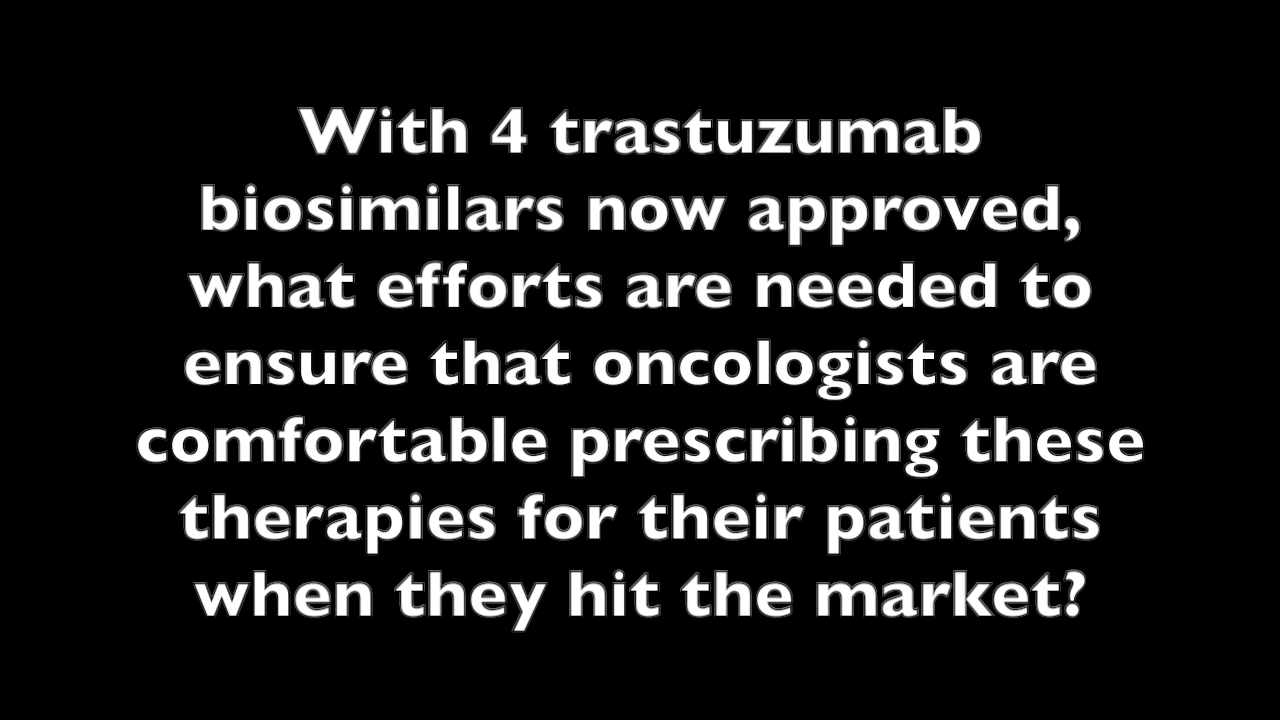 With 4 trastuzumab
biosimilars now approved,
what efforts are needed to
ensure that oncologists are
comfortable prescribing these
therapies for their patients
when they hit the market?